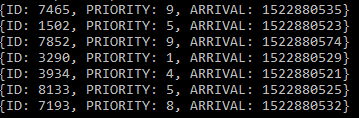 {ID: 7465, PRIORITY: 9, ARRIVAL: 1522880535}
{ID: 1502, PRIORITY: 5, ARRIVAL: 1522880523}
{ID: 7852, PRIORITY: 9, ARRIVAL: 1522880574}
{ID: 3290, PRIORITY: 1, ARRIVAL: 1522880529}
{ID: 3934, PRIORITY: 4, ARRIVAL: 1522880521}
{ID: 8133, PRIORITY: 5, ARRIVAL: 1522880525}
{ID: 7193, PRIORITY: 8, ARRIVAL: 1522880532}